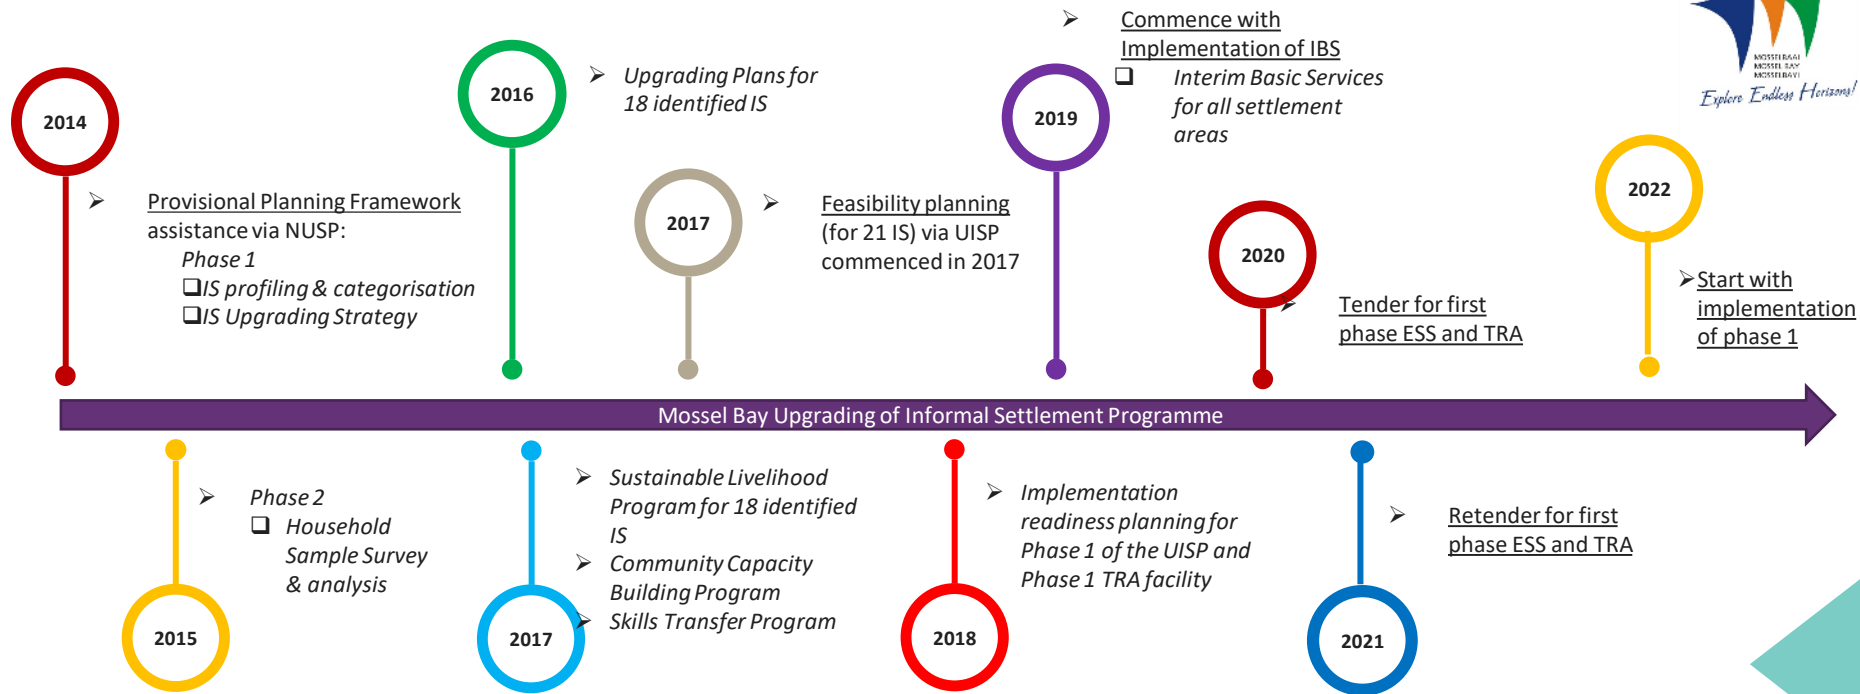 2014
➢ Provisional Planning Framework
assistance via NUSP:
Phase 1
❑IS profiling & categorisation
❑IS Upgrading Strategy
2016
➢ Upgrading Plans for
18 identified IS
2017
➢ Feasibility planning
(for 21 IS) via UISP
commenced in 2017
2019
➢ Commence with
Implementation of IBS
❑ Interim Basic Services
for all settlement
areas
2020
➢ Tender for first
phase ESS and TRA
MOSSELBAAI
MOSSEL BAY
MOSSELBAYI
Explore Endless Horizons!
2022
➢ Start with
implementation
of phase 1
Mossel Bay Upgrading of Informal Settlement Programme
➢ Phase 2
❑ Household
Sample Survey
& analysis
2015
➢ Sustainable Livelihood
Program for 18 identified
IS
➢ Community Capacity
Building Program
➢ Skills Transfer Program
2017
➢ Implementation
readiness planning for
Phase 1 of the UISP and
Phase 1 TRA facility
2018
➢ Retender for first
phase ESS and TRA
2021